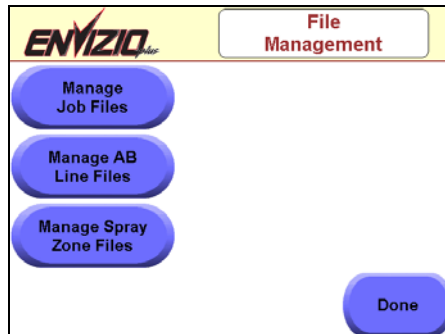 ENVIZIO plus
File
Management
Manage
Job Files
Manage AB
Line Files
Manage Spray
Zone Files
Done